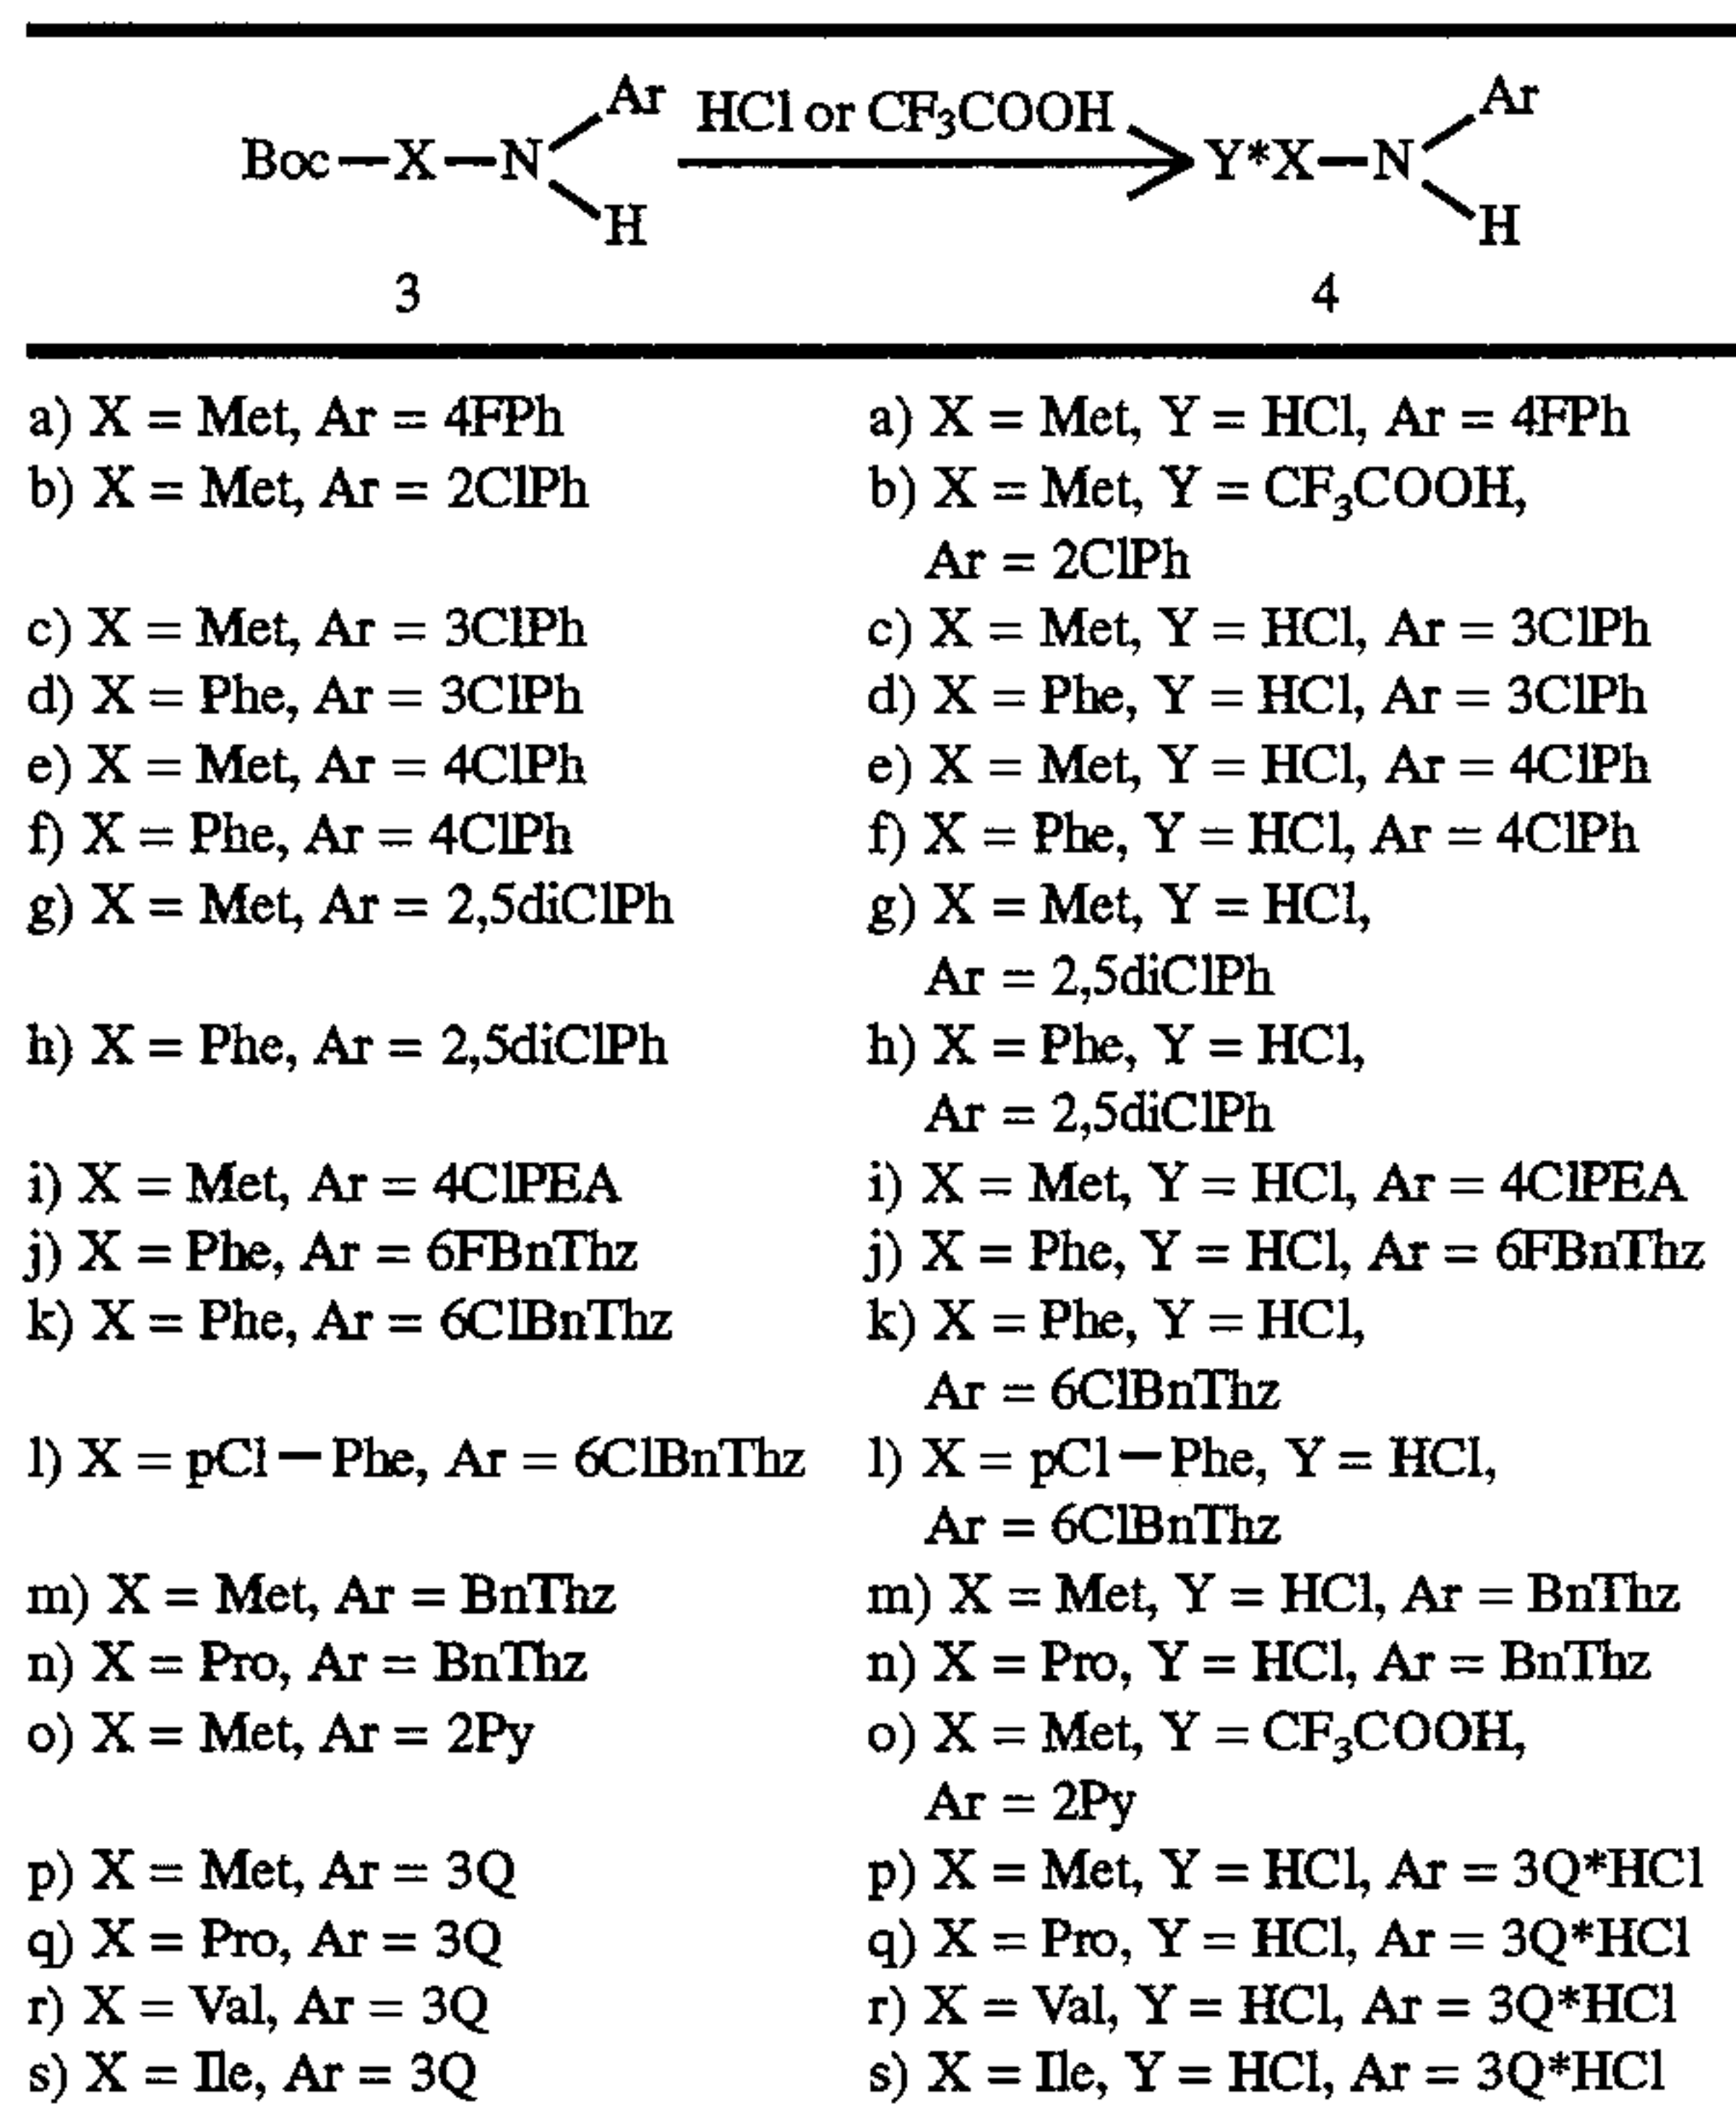 Ar HCl or CF₃COOH Ar
Boc—X—N Y*X—N
H H
3 4
a) X = Met, Ar = 4FPh a) X = Met, Y = HCl, Ar = 4FPh
b) X = Met, Ar = 2ClPh b) X = Met, Y = CF₃COOH,
Ar = 2ClPh
c) X = Met, Ar = 3ClPh c) X = Met, Y = HCl, Ar = 3ClPh
d) X = Phe, Ar = 3ClPh d) X = Phe, Y = HCl, Ar = 3ClPh
e) X = Met, Ar = 4ClPh e) X = Met, Y = HCl, Ar = 4ClPh
f) X = Phe, Ar = 4ClPh f) X = Phe, Y = HCl, Ar = 4ClPh
g) X = Met, Ar = 2,5diClPh g) X = Met, Y = HCl,
Ar = 2,5diClPh
h) X = Phe, Ar = 2,5diClPh h) X = Phe, Y = HCl,
Ar = 2,5diClPh
i) X = Met, Ar = 4ClPEA i) X = Met, Y = HCl, Ar = 4ClPEA
j) X = Phe, Ar = 6FBnThz j) X = Phe, Y = HCl, Ar = 6FBnThz
k) X = Phe, Ar = 6ClBnThz k) X = Phe, Y = HCl,
Ar = 6ClBnThz
l) X = pCl—Phe, Ar = 6ClBnThz l) X = pCl—Phe, Y = HCl,
Ar = 6ClBnThz
m) X = Met, Ar = BnThz m) X = Met, Y = HCl, Ar = BnThz
n) X = Pro, Ar = BnThz n) X = Pro, Y = HCl, Ar = BnThz
o) X = Met, Ar = 2Py o) X = Met, Y = CF₃COOH,
Ar = 2Py
p) X = Met, Ar = 3Q p) X = Met, Y = HCl, Ar = 3Q*HCl
q) X = Pro, Ar = 3Q q) X = Pro, Y = HCl, Ar = 3Q*HCl
r) X = Val, Ar = 3Q r) X = Val, Y = HCl, Ar = 3Q*HCl
s) X = Ile, Ar = 3Q s) X = Ile, Y = HCl, Ar = 3Q*HCl